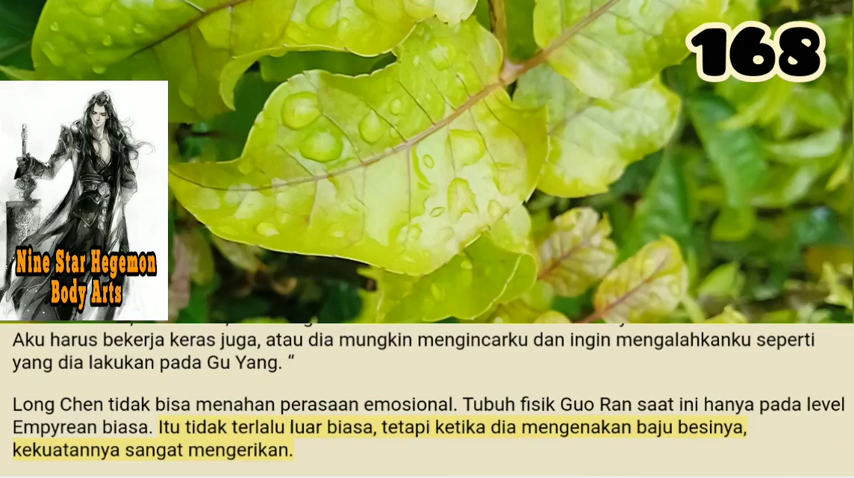 168
Nine Star Hegemon
Body Arts
Aku harus bekerja keras juga, atau dia mungkin mengincarku dan ingin mengalahkanku seperti
yang dia lakukan pada Gu Yang. “
Long Chen tidak bisa menahan perasaan emosional. Tubuh fisik Guo Ran saat ini hanya pada level
Empyrean biasa. Itu tidak terlalu luar biasa, tetapi ketika dia mengenakan baju besinya,
kekuatannya sangat mengerikan.